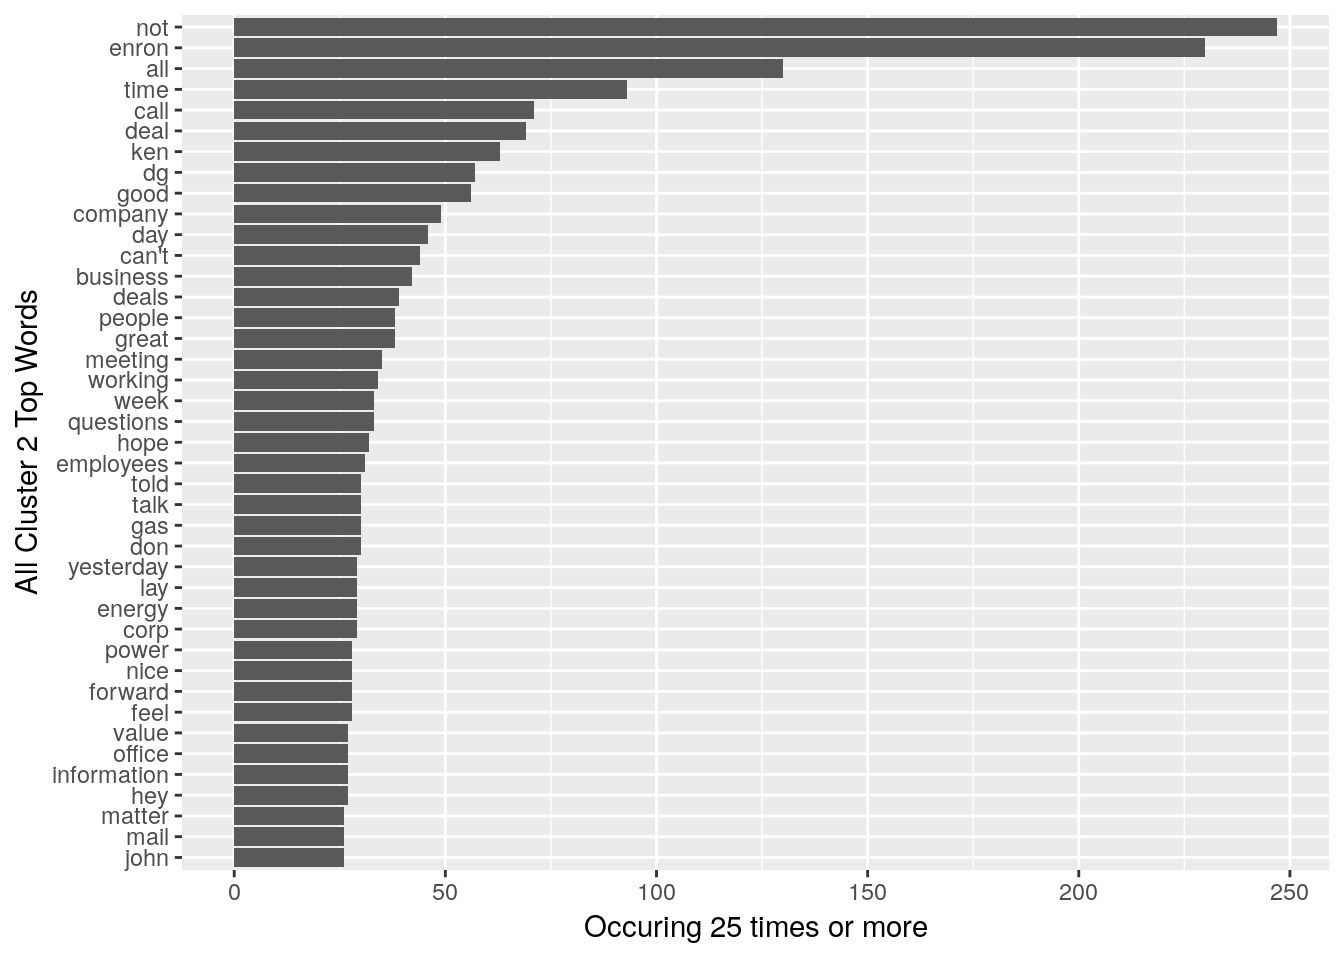 not
enron
all
time
call
deal
ken
dg
good
company
day
can't
business
deals
people
great
meeting
working
week
questions
hope
employees
told
talk
gas
don
yesterday
lay
energy
corp
power
nice
forward
feel
value
office
information
hey
matter
mail
john
All Cluster 2 Top Words
0 50 100 150 200 250
Occuring 25 times or more